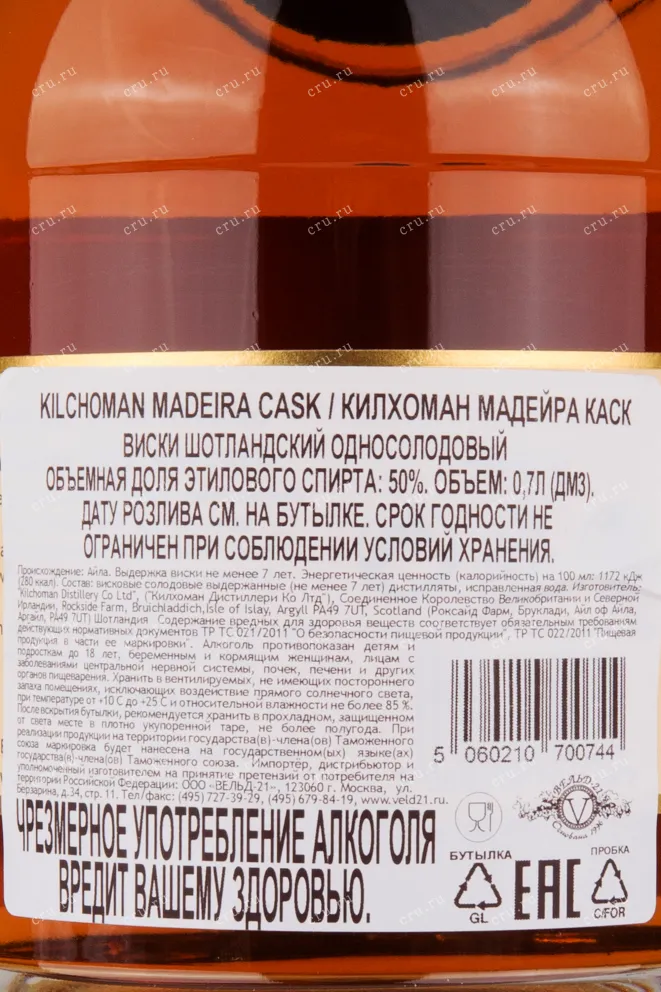 KILCHOMAN MADEIRA CASK / КИЛХОМАН МАДЕЙРА КАСК
ВИСКИ ШОТЛАНДСКИЙ ОДНОСОЛОДОВЫЙ
ОБЪЕМНАЯ ДОЛЯ ЭТИЛОВОГО СПИРТА: 50%. ОБЪЕМ: 0,7Л (ДМ3).
ДАТУ РОЗЛИВА СМ. НА БУТЫЛКЕ. СРОК ГОДНОСТИ НЕ
ОГРАНИЧЕН ПРИ СОБЛЮДЕНИИ УСЛОВИЙ ХРАНЕНИЯ.
Происхождение: Айла. Выдержка виски не менее 7 лет. Энергетическая ценность (калорийность) на 100 мл: 1172 кДж
(280 ккал). Состав: висковые солодовые выдержанные (не менее 7 лет) дистилляты, исправленная вода. Изготовитель:
"Kilchoman Distillery Co Ltd", ("Килхоман Дистиллери Ко Лтд"), Соединенное Королевство Великобритании и Северной
Ирландии, Rockside Farm, Bruichladdich,Isle of Islay, Argyll PA49 7UT, Scotland (Роксайд Фарм, Бруклади, Айл оф Айла,
Аргайл, PA49 7UT) Шотландия Содержание вредных для здоровья веществ соответствует обязательным требованиям
действующих нормативных документов ТР ТС 021/2011 "О безопасности пищевой продукции", ТР ТС 022/2011 "Пищевая
продукция в части ее маркировки". Алкоголь противопоказан детям и
подросткам до 18 лет, беременным и кормящим женщинам, лицам с
заболеваниями центральной нервной системы, почек, печени и других
органов пищеварения. Хранить в вентилируемых, не имеющих постороннего
запаха помещениях, исключающих воздействие прямого солнечного света,
при температуре от +10 С до +25 С и относительной влажности не более 85 %.
После вскрытия бутылки, рекомендуется хранить в прохладном, защищенном
от света месте в плотно укупоренной таре, не более полугода. При
реализации продукции на территории государства(в)-члена(ов) Таможенного
союза маркировка будет нанесена на государственном(ых) языке(ах)
государства(в)-члена(ов) Таможенного союза. Импортёр, дистрибьютор и
уполномоченный изготовителем на принятие претензий от потребителя на
территории Российской Федерации: ООО «ВЕЛЬД-21», 123060 г. Москва, ул.
Берзарина, д.34, стр. 11. Тел/факс: (495) 727-39-29, (495) 679-84-19, www.veld21.ru.
5 060210 700744
ВЕЛЬД-21
V
Основана 1996
ЧРЕЗМЕРНОЕ УПОТРЕБЛЕНИЕ АЛКОГОЛЯ
ВРЕДИТ ВАШЕМУ ЗДОРОВЬЮ.
БУТЫЛКА
GL
EAC
ПРОБКА
C/FOR
cru.ru